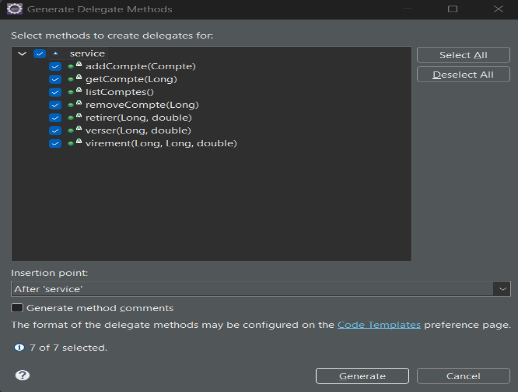 Generate Delegate Methods
Select methods to create delegates for:
service
addCompte(Compte)
getCompte(Long)
listComptes()
removeCompte(Long)
retirer(Long, double)
verser(Long, double)
virement(Long, Long, double)
Select All
Deselect All
Insertion point:
After 'service'
Generate method comments
The format of the delegate methods may be configured on the Code Templates preference page.
7 of 7 selected.
Generate
Cancel